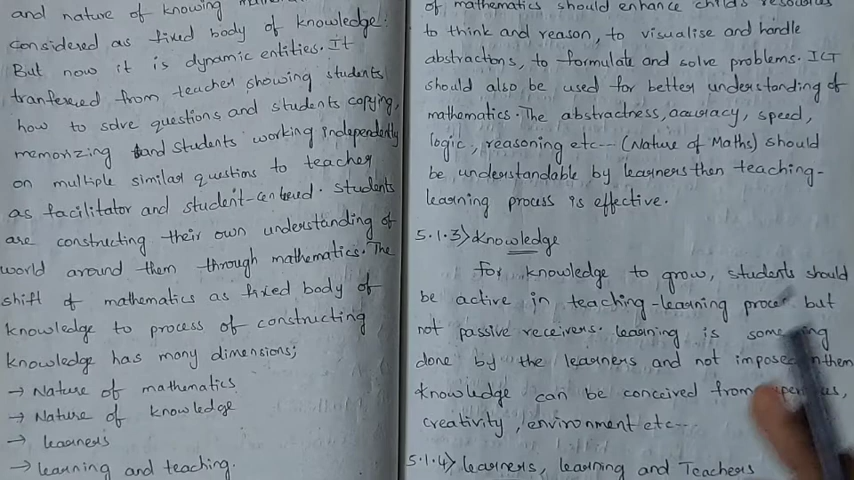 and nature of knowing
considered as fixed body of knowledge.
But now it is dynamic entities. It
tranfereed from teacher showing students
how to solve questions and students copying,
memorizing and students working independently
on multiple similar questions to teacher
as facilitator and student-centered. students
are constructing their own understanding of
world around them through mathematics. The
shift of mathematics as fixed body of
knowledge to process of constructing
knowledge has many dimensions;
→ Nature of mathematics
→ Nature of knowledge
→ learners
→ learning and teaching.
of mathematics should enhance child's
to think and reason, to visualise and handle
abstractions, to formulate and solve problems. ICT
should also be used for better understanding of
mathematics. The abstractness, accuracy, speed,
logic, reasoning etc-- (Nature of Maths) should
be understandable by learners then teaching-
learning process is effective.
5.1.3> Knowledge
For knowledge to grow, students should
be active in teaching-learning proces but
not passive receivers. learning is
done by the learners and not
knowledge can be conceived from
creativity, environment etc--
5.1.4> learners, learning and Teachers